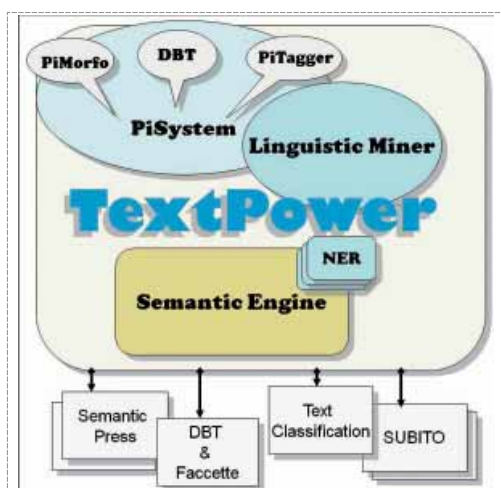 PiMorfo
DBT
PiTagger
PiSystem
Linguistic Miner
TextPower
NER
Semantic Engine
Semantic
Press
DBT
&
Faccette
Text
Classification
SUBITO